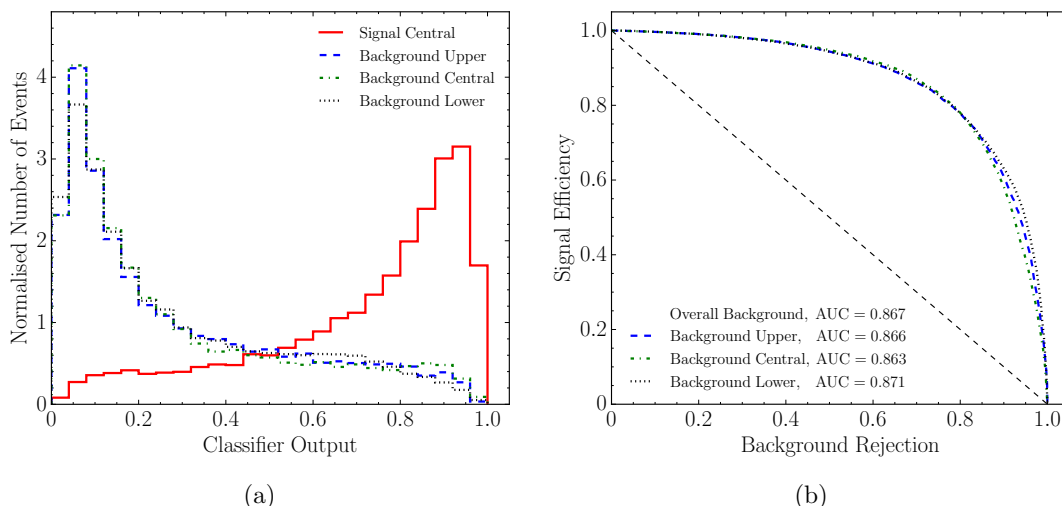 Signal Central
Background Upper
Background Central
Background Lower
Normalised Number of Events
0
1
2
3
4
0.2
0.4
0.6
0.8
1.0
Classifier Output
(a)
Signal Efficiency
1.0
0.8
0.6
0.4
0.2
0
Overall Background, AUC = 0.867
Background Upper, AUC = 0.866
Background Central, AUC = 0.863
Background Lower, AUC = 0.871
0.2
0.4
0.6
0.8
1.0
Background Rejection
(b)